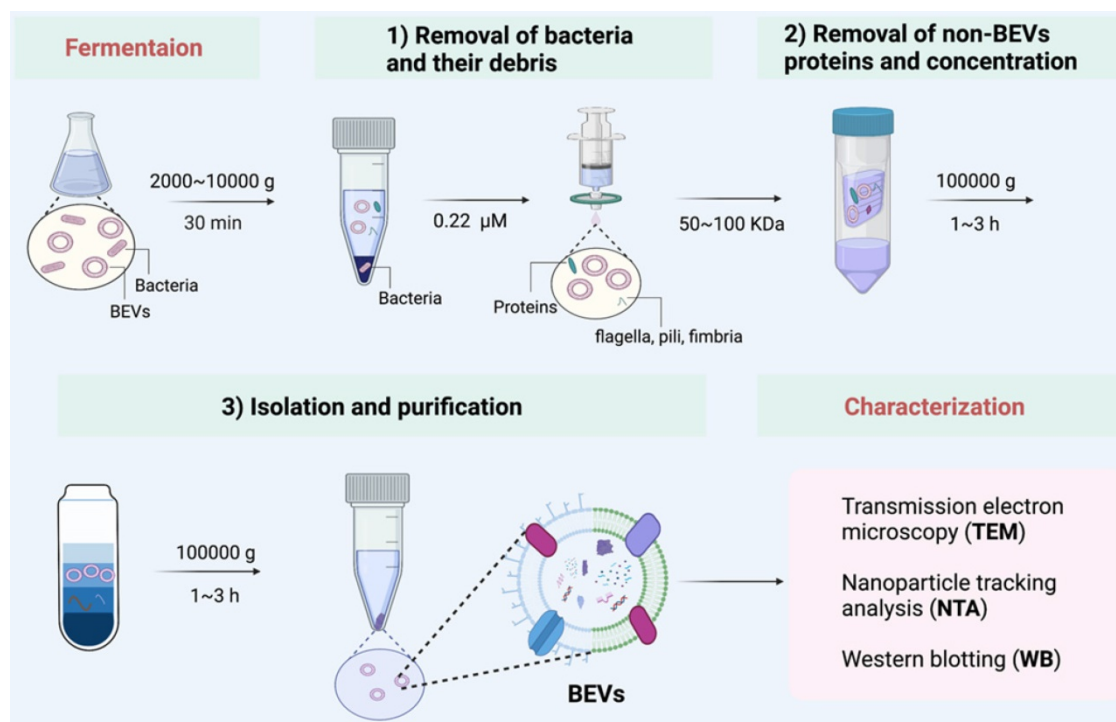 Fermentaion
1) Removal of bacteria
and their debris
2) Removal of non-BEVs
proteins and concentration
2000~10000 g
30 min
Bacteria
BEVs
Bacteria
0.22 μM
Proteins
flagella, pili, fimbria
50~100 KDa
100000 g
1~3 h
3) Isolation and purification
Characterization
100000 g
1~3 h
BEVs
Transmission electron
microscopy (TEM)
Nanoparticle tracking
analysis (NTA)
Western blotting (WB)